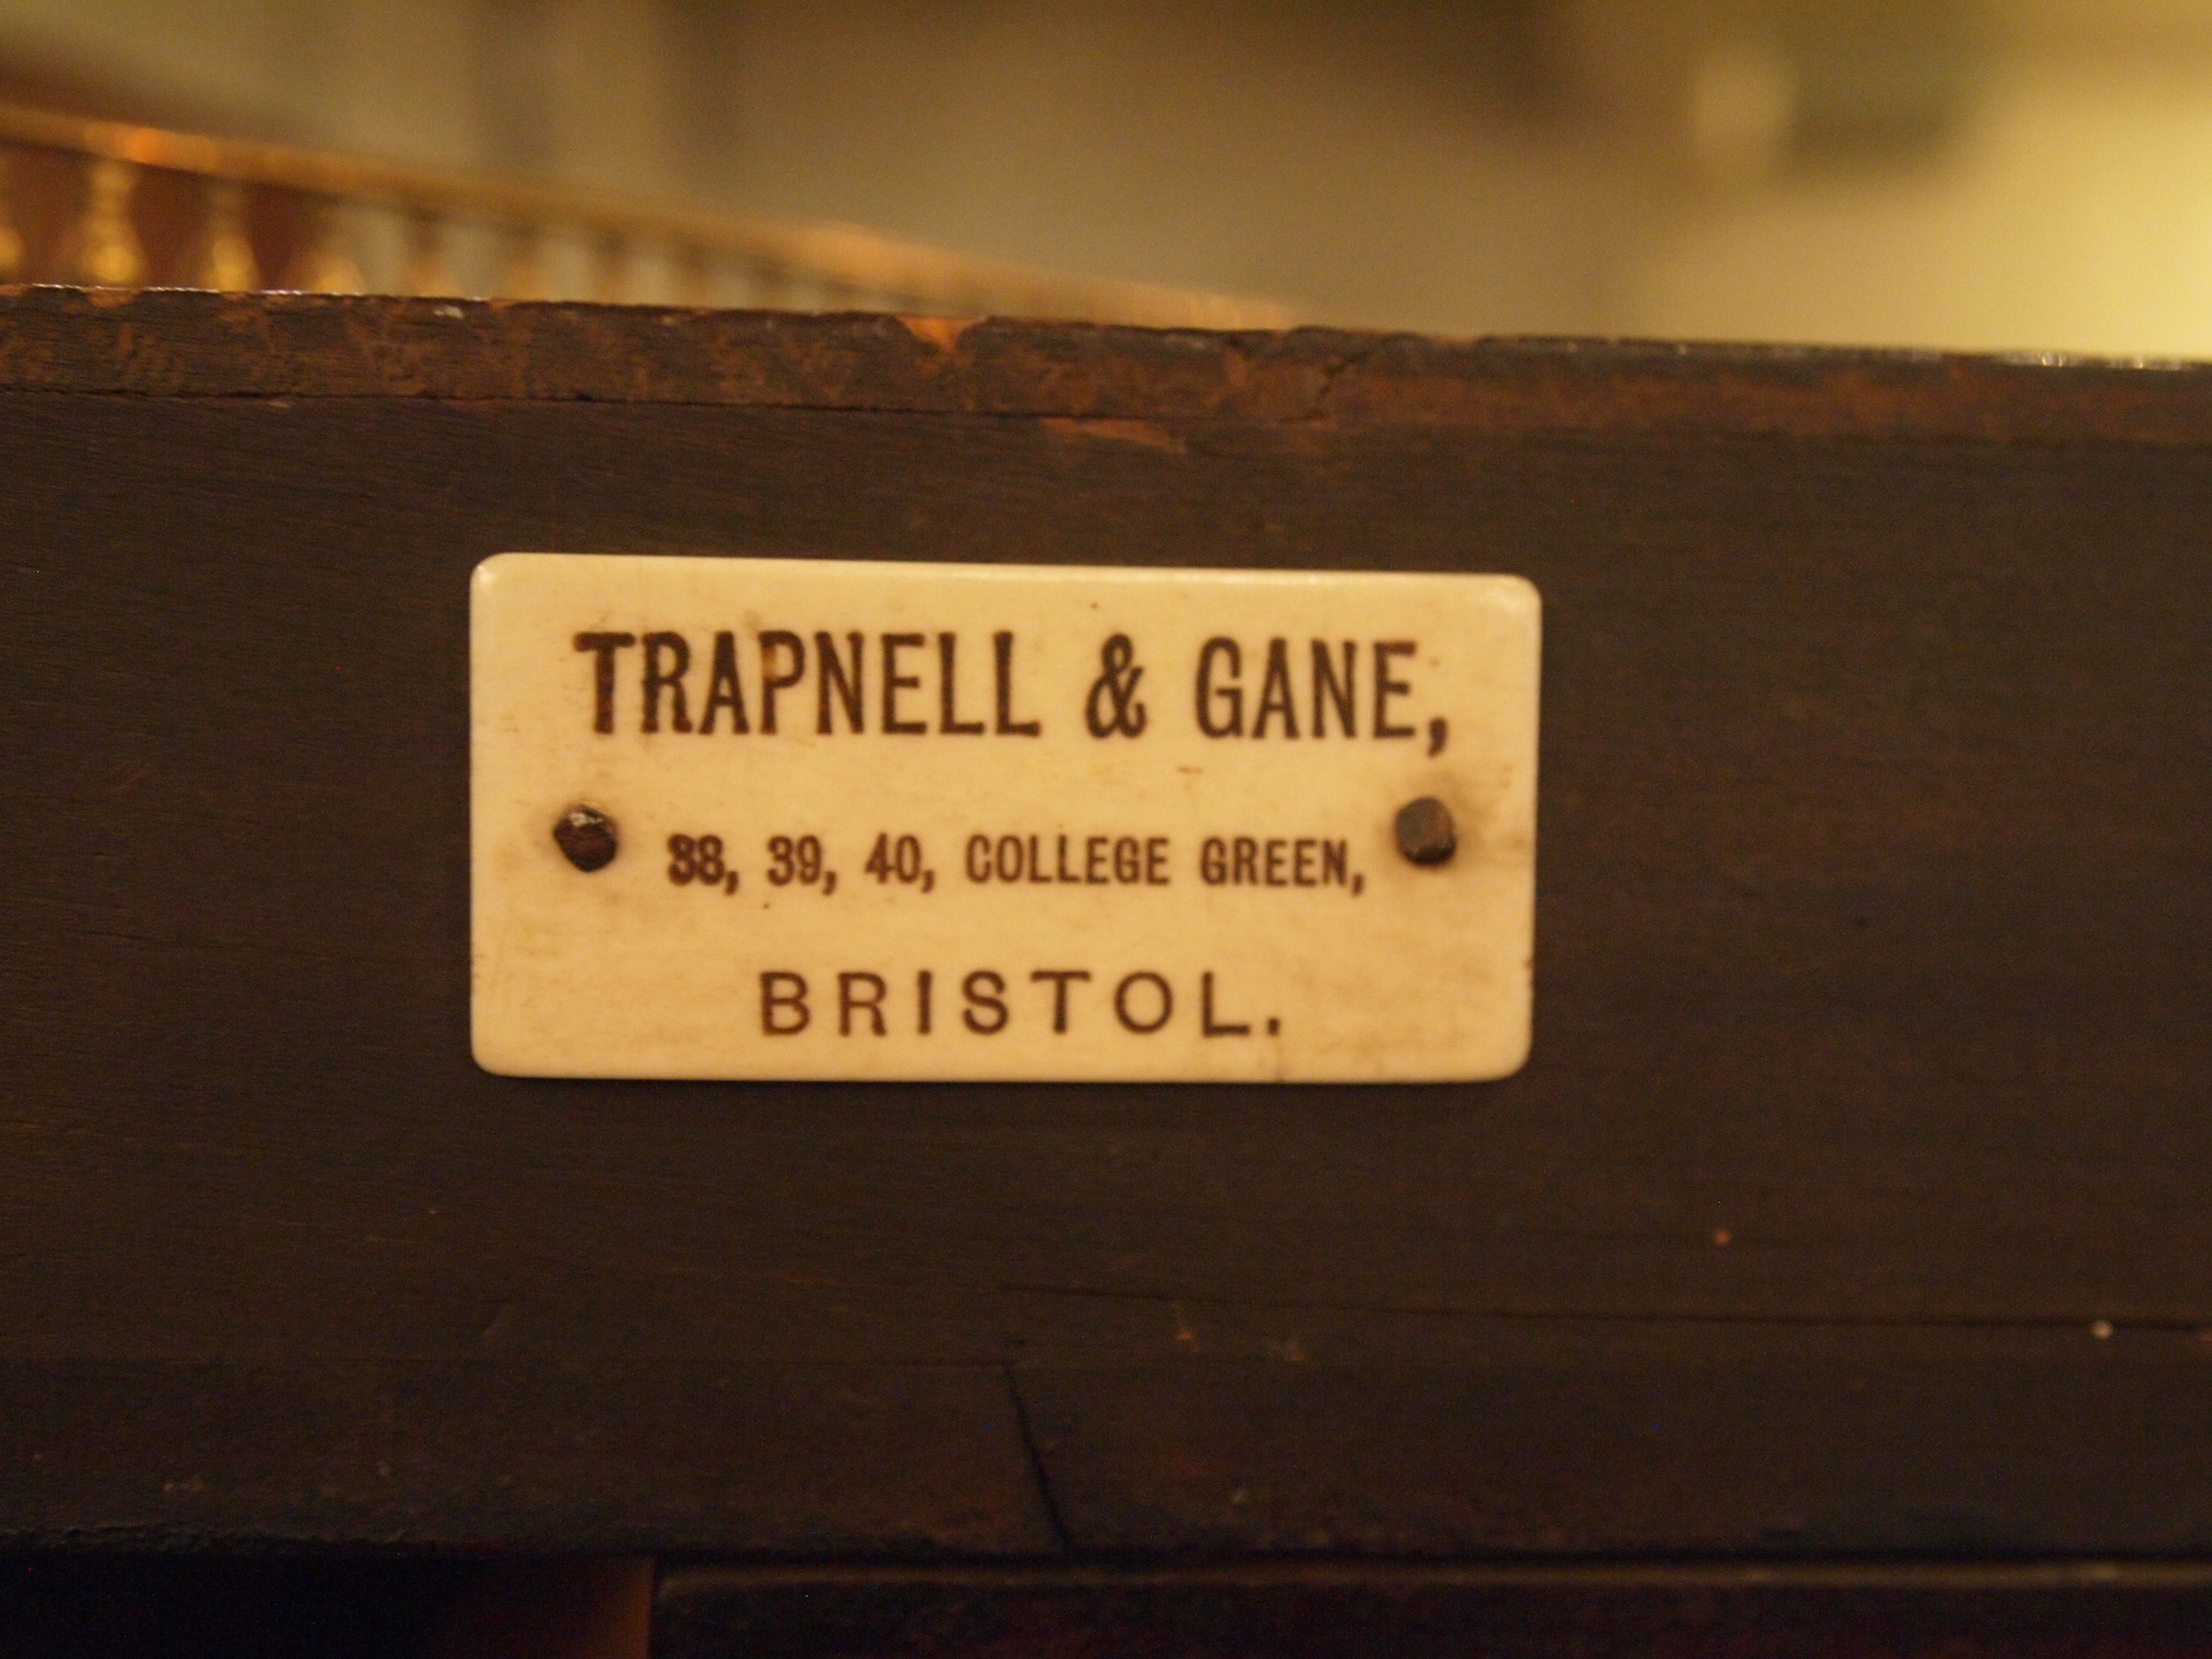 TRAPNELL & GANE,
38, 39, 40, COLLEGE GREEN,
BRISTOL.